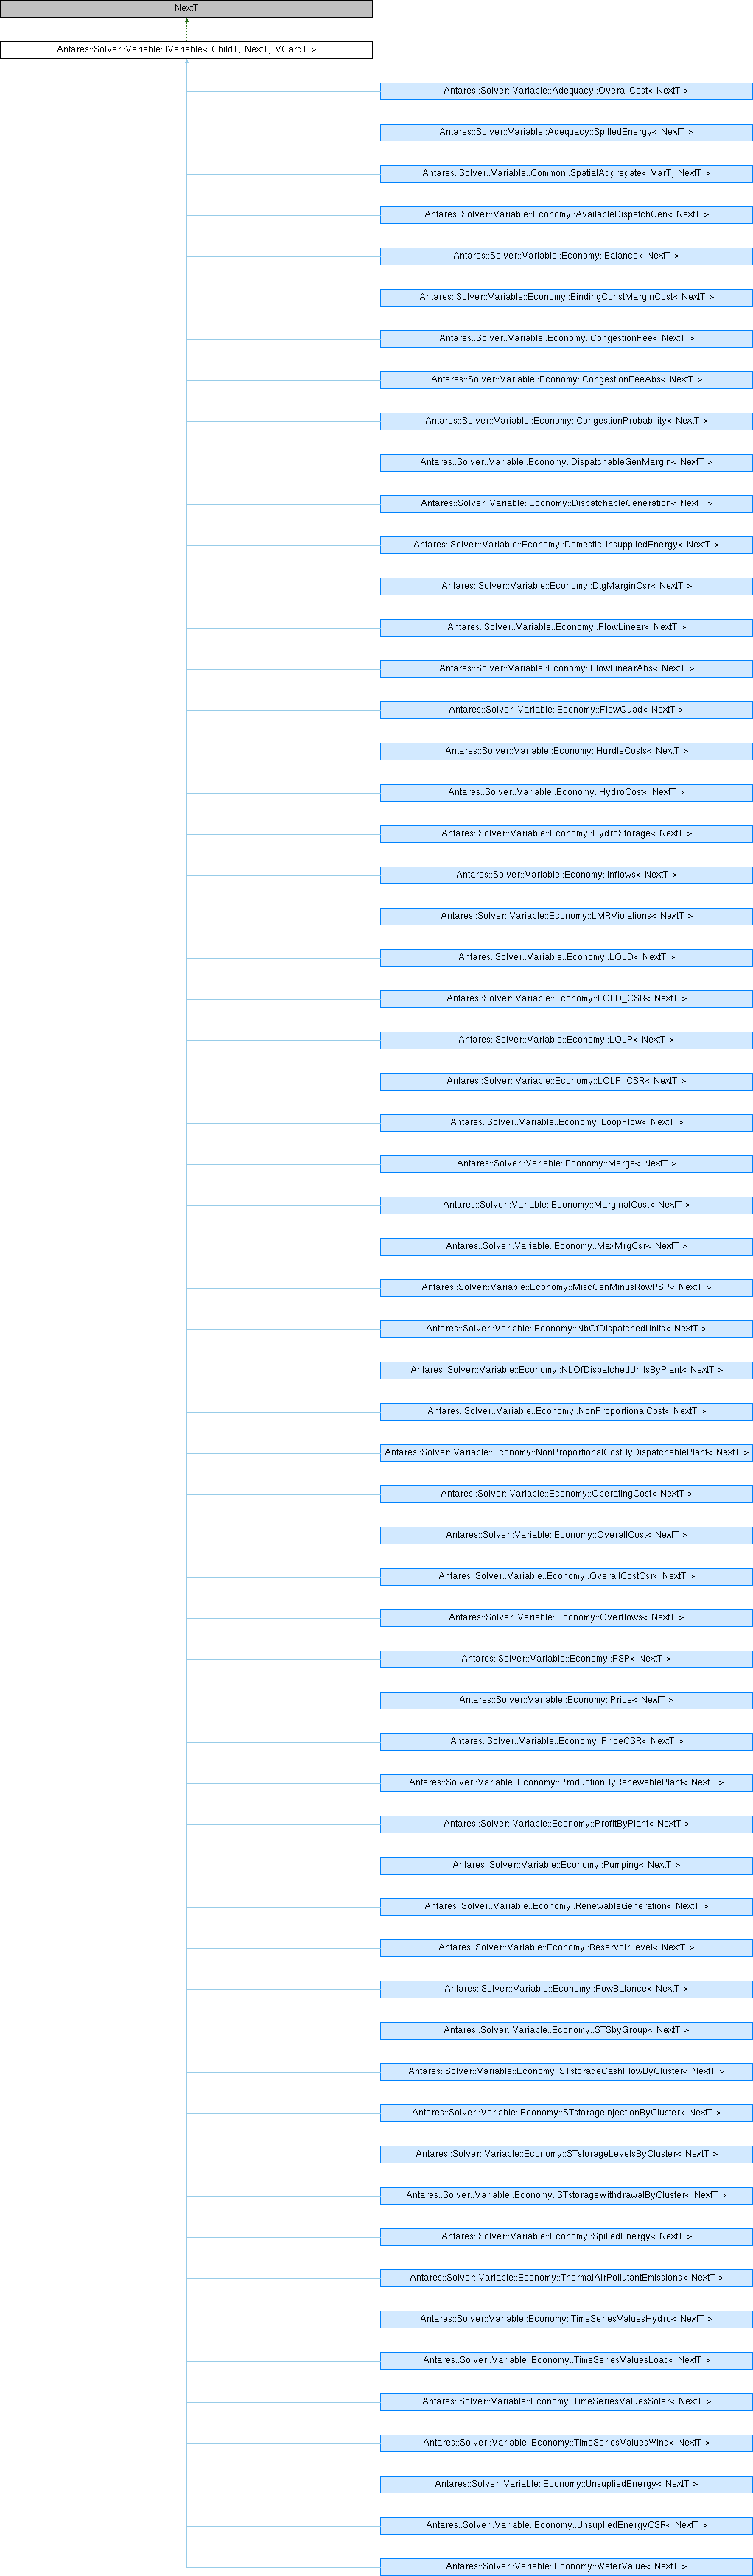 NextT
Antares::Solver::Variable::IVariable< ChildT, NextT, VCardT >
Antares::Solver::Variable::Adequacy::OverallCost< NextT >
Antares::Solver::Variable::Adequacy::SpilledEnergy< NextT >
Antares::Solver::Variable::Common::SpatialAggregate< VarT, NextT >
Antares::Solver::Variable::Economy::AvailableDispatchGen< NextT >
Antares::Solver::Variable::Economy::Balance< NextT >
Antares::Solver::Variable::Economy::BindingConstMarginCost< NextT >
Antares::Solver::Variable::Economy::CongestionFee< NextT >
Antares::Solver::Variable::Economy::CongestionFeeAbs< NextT >
Antares::Solver::Variable::Economy::CongestionProbability< NextT >
Antares::Solver::Variable::Economy::DispatchableGenMargin< NextT >
Antares::Solver::Variable::Economy::DispatchableGeneration< NextT >
Antares::Solver::Variable::Economy::DomesticUnsuppliedEnergy< NextT >
Antares::Solver::Variable::Economy::DtgMarginCsr< NextT >
Antares::Solver::Variable::Economy::FlowLinear< NextT >
Antares::Solver::Variable::Economy::FlowLinearAbs< NextT >
Antares::Solver::Variable::Economy::FlowQuad< NextT >
Antares::Solver::Variable::Economy::HurdleCosts< NextT >
Antares::Solver::Variable::Economy::HydroCost< NextT >
Antares::Solver::Variable::Economy::HydroStorage< NextT >
Antares::Solver::Variable::Economy::Inflows< NextT >
Antares::Solver::Variable::Economy::LMRViolations< NextT >
Antares::Solver::Variable::Economy::LOLD< NextT >
Antares::Solver::Variable::Economy::LOLD_CSR< NextT >
Antares::Solver::Variable::Economy::LOLP< NextT >
Antares::Solver::Variable::Economy::LOLP_CSR< NextT >
Antares::Solver::Variable::Economy::LoopFlow< NextT >
Antares::Solver::Variable::Economy::Marge< NextT >
Antares::Solver::Variable::Economy::MarginalCost< NextT >
Antares::Solver::Variable::Economy::MaxMrgCsr< NextT >
Antares::Solver::Variable::Economy::MiscGenMinusRowPSP< NextT >
Antares::Solver::Variable::Economy::NbOfDispatchedUnits< NextT >
Antares::Solver::Variable::Economy::NbOfDispatchedUnitsByPlant< NextT >
Antares::Solver::Variable::Economy::NonProportionalCost< NextT >
Antares::Solver::Variable::Economy::NonProportionalCostByDispatchablePlant< NextT >
Antares::Solver::Variable::Economy::OperatingCost< NextT >
Antares::Solver::Variable::Economy::OverallCost< NextT >
Antares::Solver::Variable::Economy::OverallCostCsr< NextT >
Antares::Solver::Variable::Economy::Overflows< NextT >
Antares::Solver::Variable::Economy::PSP< NextT >
Antares::Solver::Variable::Economy::Price< NextT >
Antares::Solver::Variable::Economy::PriceCSR< NextT >
Antares::Solver::Variable::Economy::ProductionByRenewablePlant< NextT >
Antares::Solver::Variable::Economy::ProfitByPlant< NextT >
Antares::Solver::Variable::Economy::Pumping< NextT >
Antares::Solver::Variable::Economy::RenewableGeneration< NextT >
Antares::Solver::Variable::Economy::ReservoirLevel< NextT >
Antares::Solver::Variable::Economy::RowBalance< NextT >
Antares::Solver::Variable::Economy::STSbyGroup< NextT >
Antares::Solver::Variable::Economy::STstorageCashFlowByCluster< NextT >
Antares::Solver::Variable::Economy::STstorageInjectionByCluster< NextT >
Antares::Solver::Variable::Economy::STstorageLevelsByCluster< NextT >
Antares::Solver::Variable::Economy::STstorageWithdrawalByCluster< NextT >
Antares::Solver::Variable::Economy::SpilledEnergy< NextT >
Antares::Solver::Variable::Economy::ThermalAirPollutantEmissions< NextT >
Antares::Solver::Variable::Economy::TimeSeriesValuesHydro< NextT >
Antares::Solver::Variable::Economy::TimeSeriesValuesLoad< NextT >
Antares::Solver::Variable::Economy::TimeSeriesValuesSolar< NextT >
Antares::Solver::Variable::Economy::TimeSeriesValuesWind< NextT >
Antares::Solver::Variable::Economy::UnsupliedEnergy< NextT >
Antares::Solver::Variable::Economy::UnsupliedEnergyCSR< NextT >
Antares::Solver::Variable::Economy::WaterValue< NextT >